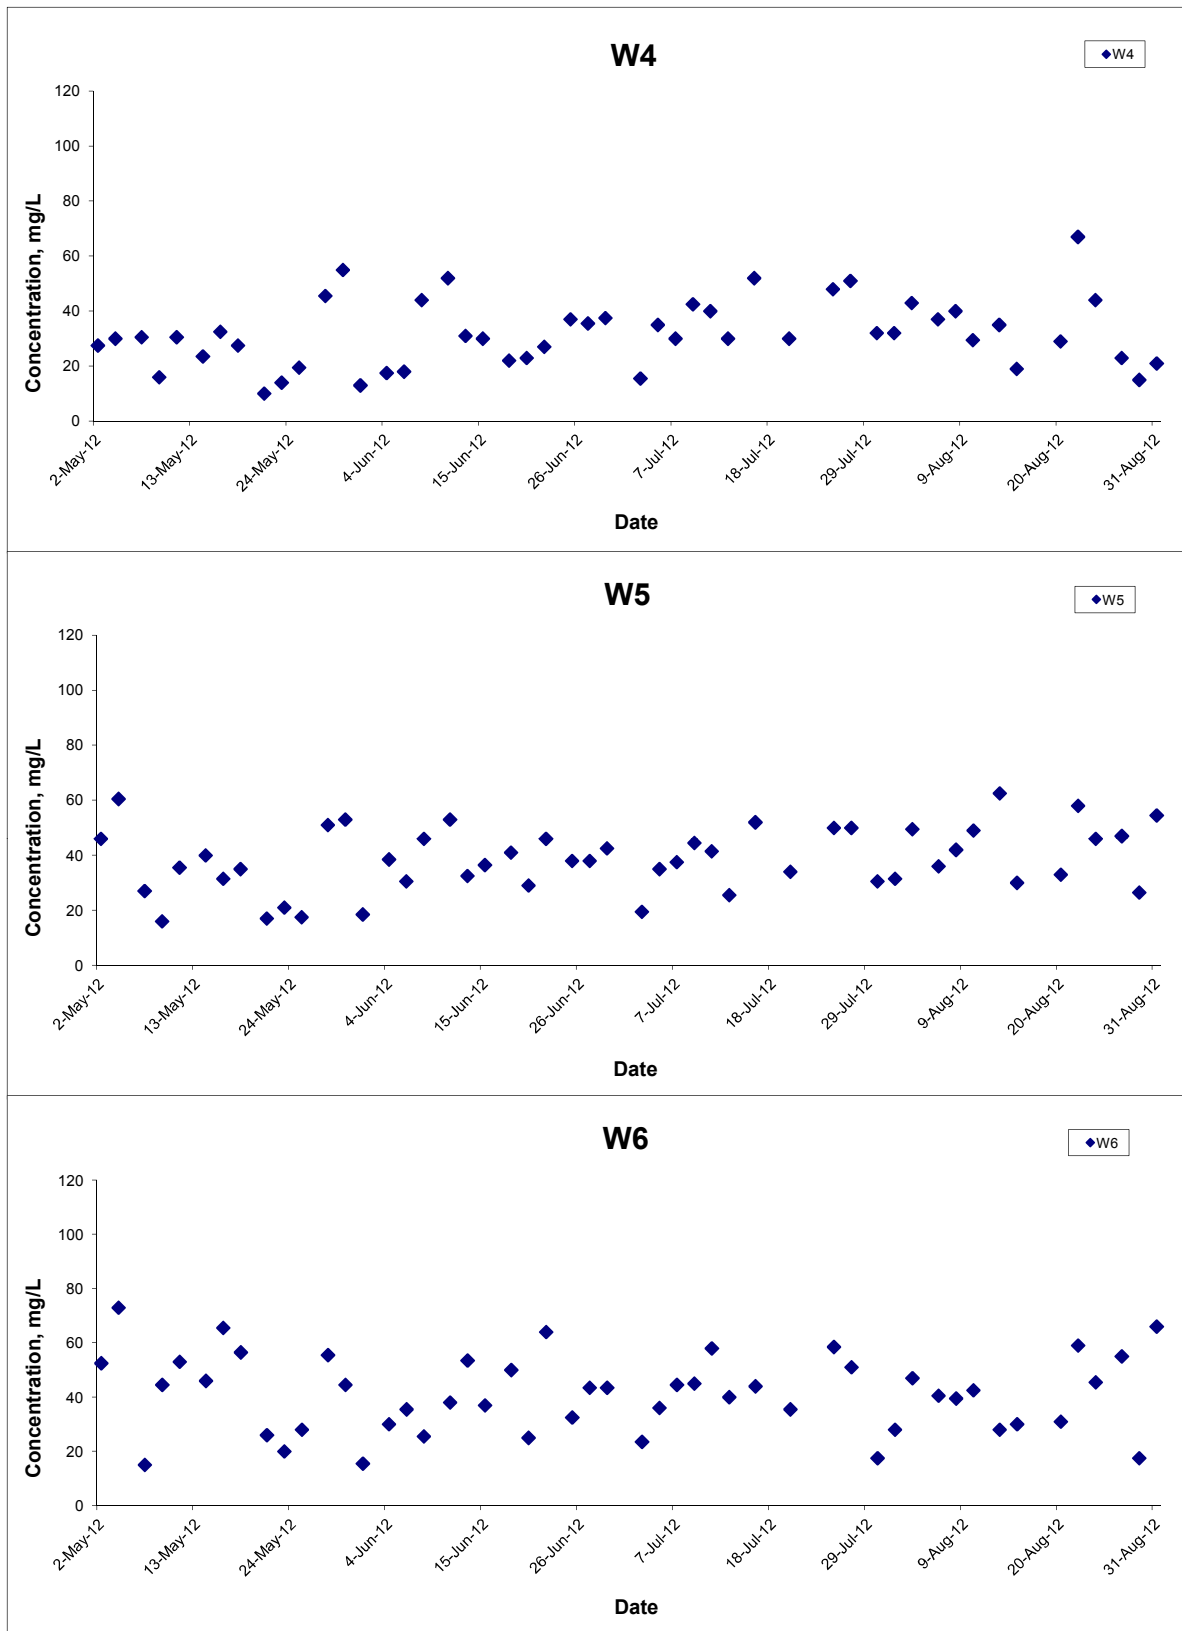 W4
W4
120
100
80
60
40
20
0
Concentration, mg/L
2-May-12
13-May-12
24-May-12
4-Jun-12
15-Jun-12
26-Jun-12
7-Jul-12
18-Jul-12
29-Jul-12
9-Aug-12
20-Aug-12
31-Aug-12
Date
W5
W5
120
100
80
60
40
20
0
Concentration, mg/L
2-May-12
13-May-12
24-May-12
4-Jun-12
15-Jun-12
26-Jun-12
7-Jul-12
18-Jul-12
29-Jul-12
9-Aug-12
20-Aug-12
31-Aug-12
Date
W6
W6
120
100
80
60
40
20
0
Concentration, mg/L
2-May-12
13-May-12
24-May-12
4-Jun-12
15-Jun-12
26-Jun-12
7-Jul-12
18-Jul-12
29-Jul-12
9-Aug-12
20-Aug-12
31-Aug-12
Date